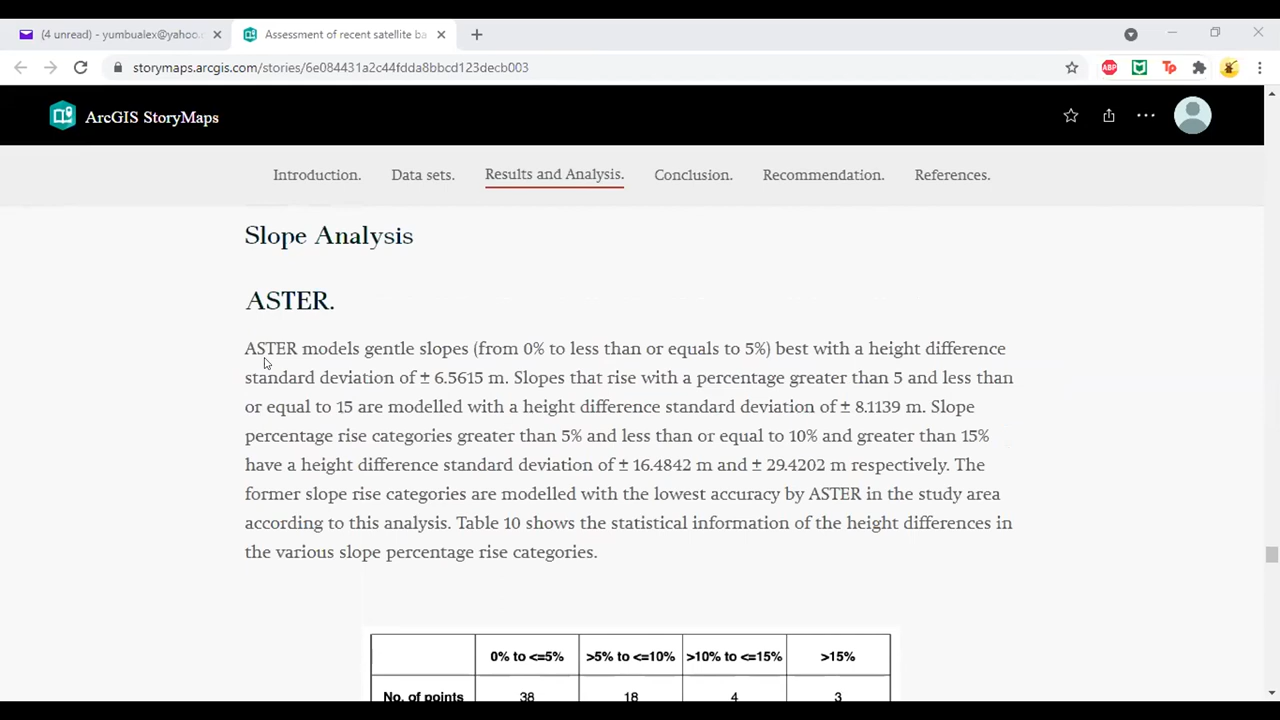 (4 unread) - yumbualex@yahoo.
Assessment of recent satellite ba
storymaps.arcgis.com/stories/6e084431a2c44fdda8bbcd123decb003
ABP
TP
ArcGIS StoryMaps
Introduction. Data sets. Results and Analysis. Conclusion. Recommendation. References.
Slope Analysis
ASTER.
ASTER models gentle slopes (from 0% to less than or equals to 5%) best with a height difference
standard deviation of ± 6.5615 m. Slopes that rise with a percentage greater than 5 and less than
or equal to 15 are modelled with a height difference standard deviation of ± 8.1139 m. Slope
percentage rise categories greater than 5% and less than or equal to 10% and greater than 15%
have a height difference standard deviation of ± 16.4842 m and ± 29.4202 m respectively. The
former slope rise categories are modelled with the lowest accuracy by ASTER in the study area
according to this analysis. Table 10 shows the statistical information of the height differences in
the various slope percentage rise categories.
0% to <=5% >5% to <=10% >10% to <=15% >15%
No. of points 38 18 4 3